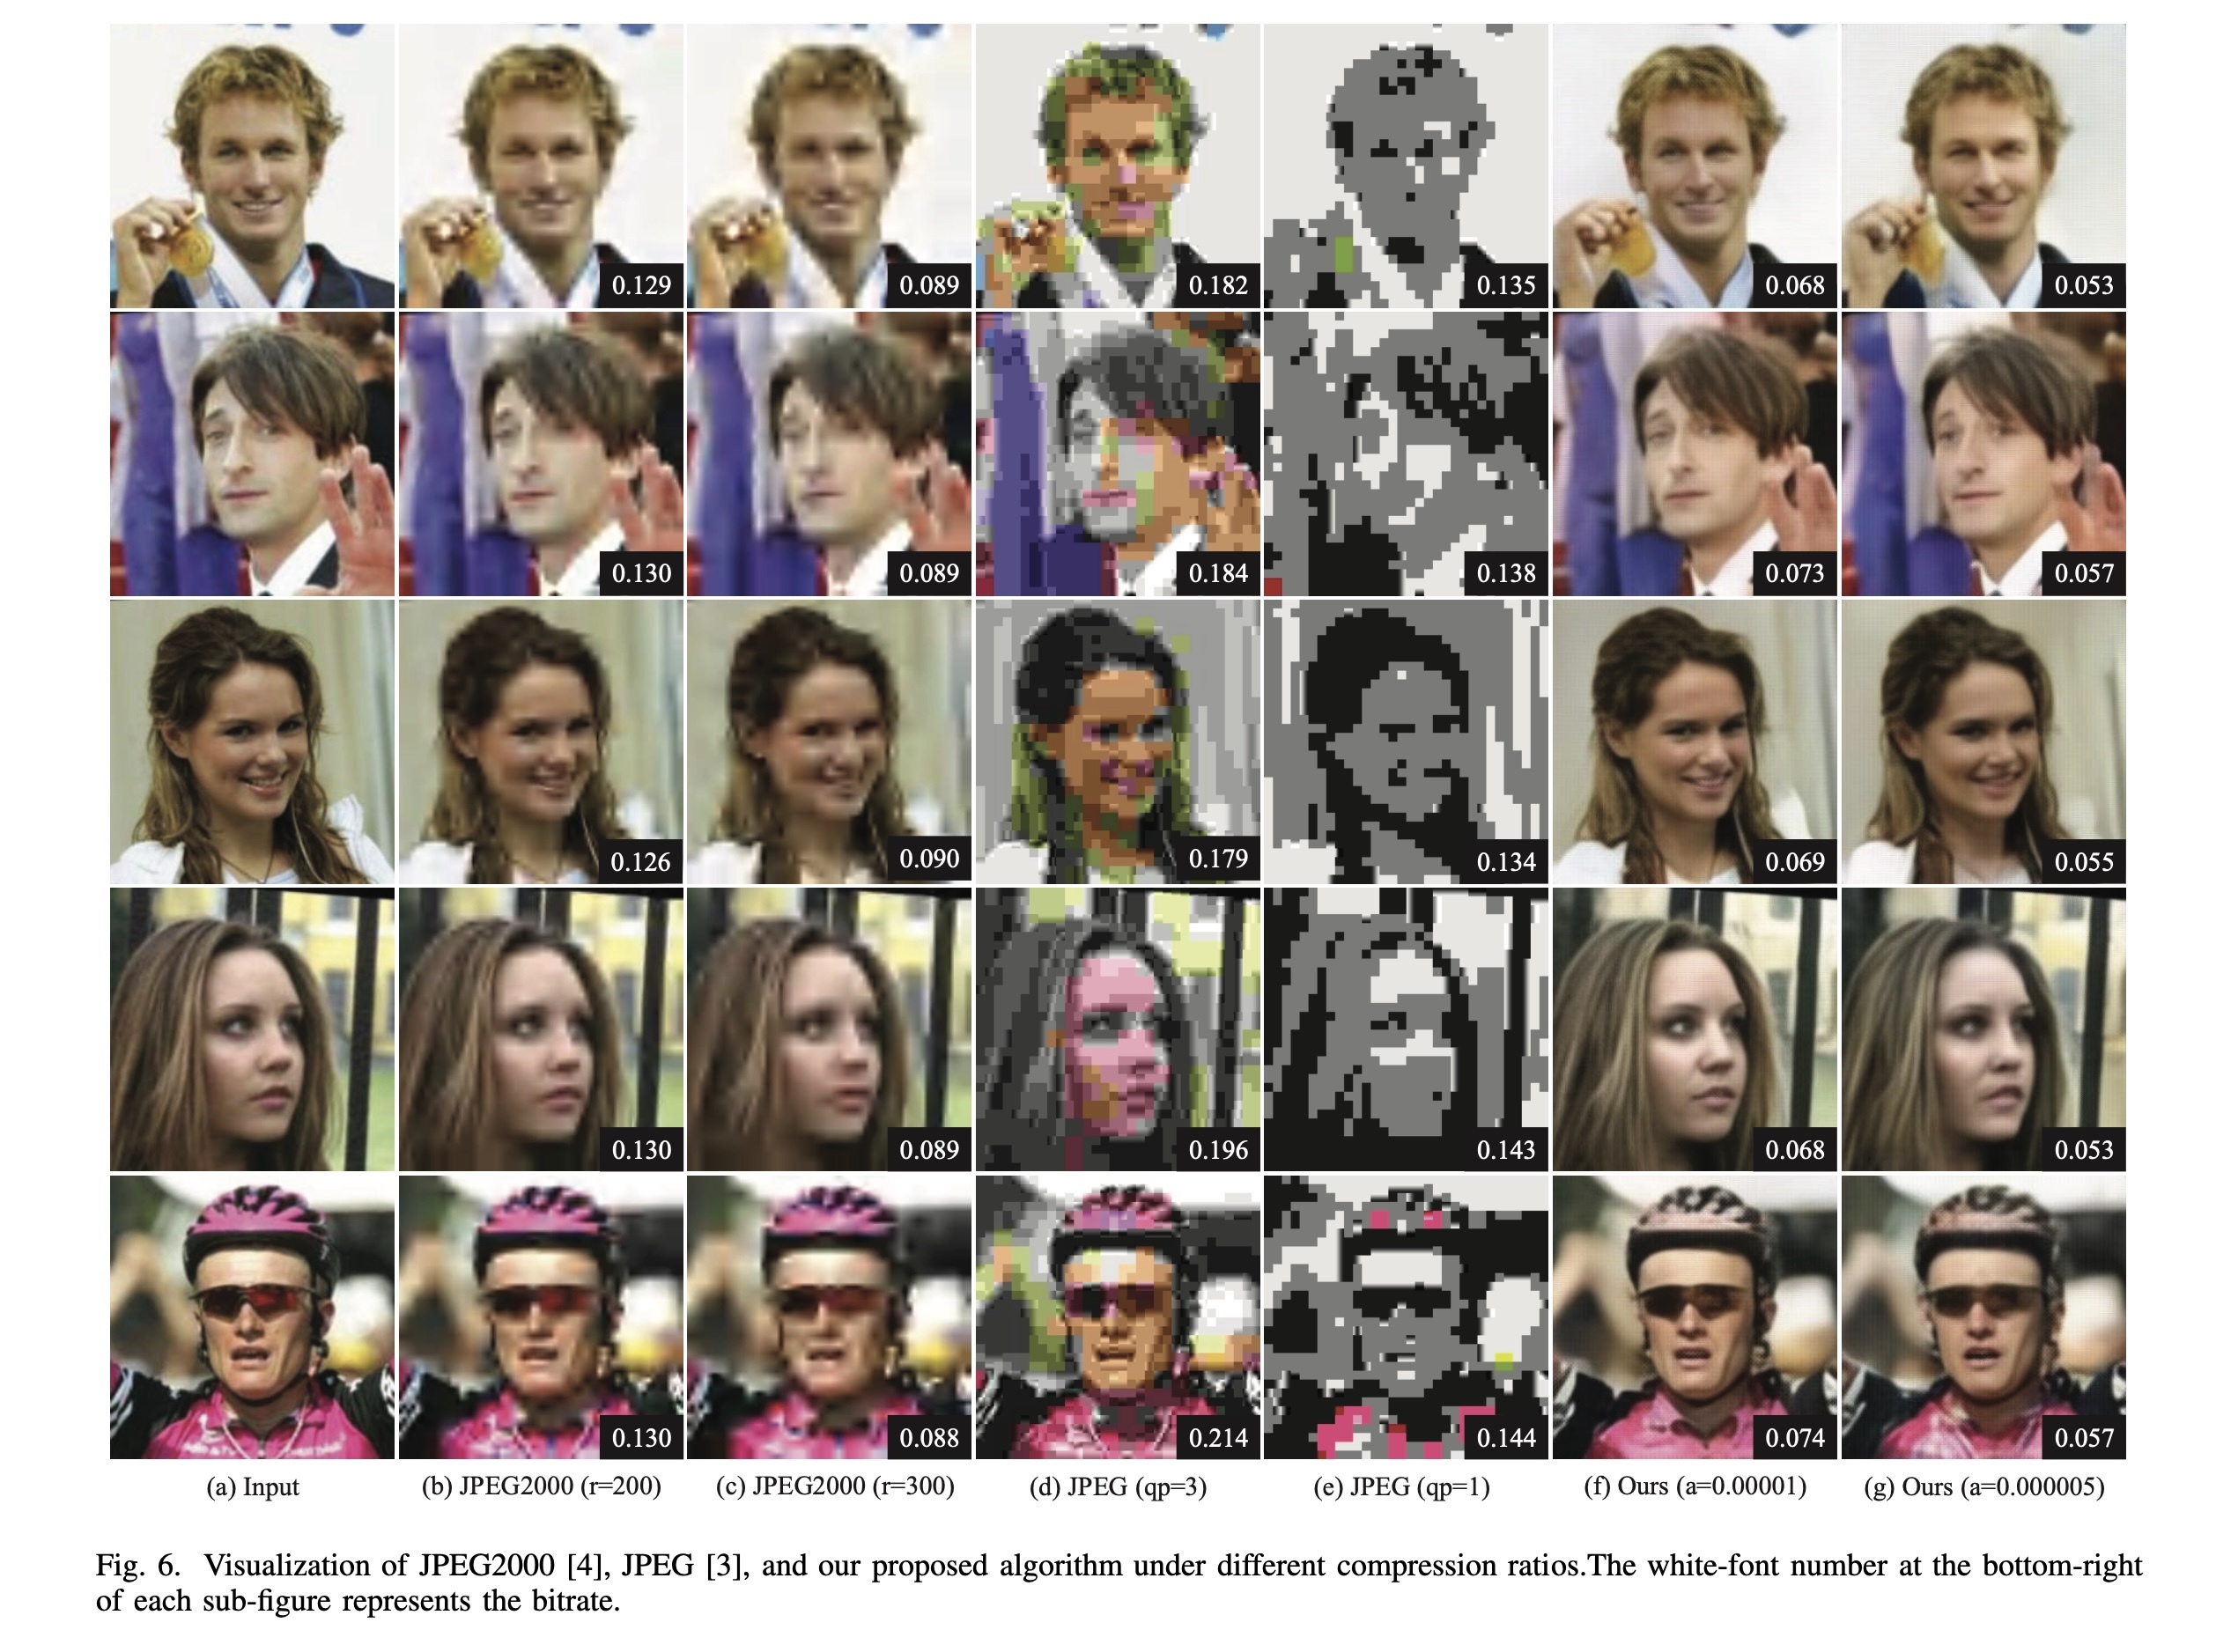 0.129 0.089 0.182 0.135 0.068 0.053
0.130 0.089 0.184 0.138 0.073 0.057
0.126 0.090 0.179 0.134 0.069 0.055
0.130 0.089 0.196 0.143 0.068 0.053
0.130 0.088 0.214 0.144 0.074 0.057
(a) Input (b) JPEG2000 (r=200) (c) JPEG2000 (r=300) (d) JPEG (qp=3) (e) JPEG (qp=1) (f) Ours (a=0.00001) (g) Ours (a=0.000005)
Fig. 6. Visualization of JPEG2000 [4], JPEG [3], and our proposed algorithm under different compression ratios.The white-font number at the bottom-right
of each sub-figure represents the bitrate.